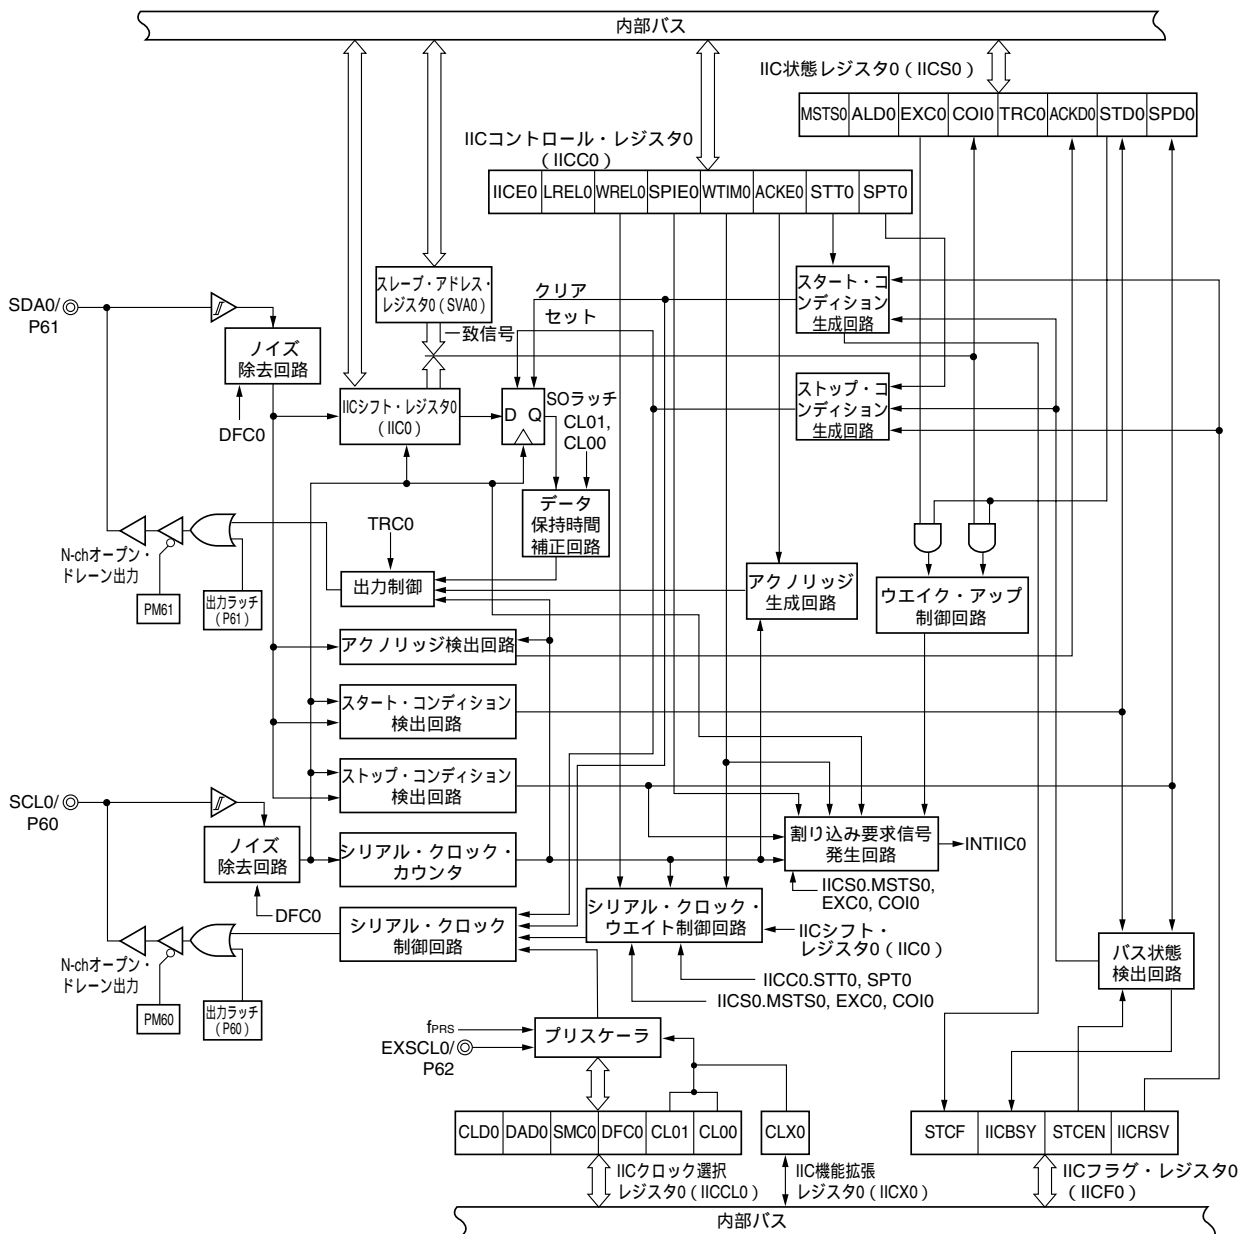 内部バス
IIC状態レジスタ0（IICS0）
MSTS0 ALD0 EXC0 COI0 TRC0 ACKD0 STD0 SPD0
IICコントロール・レジスタ0
（IICC0）
IICE0 LREL0 WREL0 SPIE0 WTIM0 ACKE0 STT0 SPT0
スレーブ・アドレス・
レジスタ0（SVA0）
クリア
セット
スタート・コ
ンディション
生成回路
SDA0/
P61
ノイズ
除去回路
一致信号
DFC0
IICシフト・レジスタ0
（IIC0）
D Q
SOラッチ
CL01,
CL00
ストップ・コ
ンディション
生成回路
データ
保持時間
補正回路
TRC0
N-chオープン・
ドレーン出力
PM61
出力ラッチ
（P61）
出力制御
アクノリッジ
生成回路
ウエイク・アップ
制御回路
アクノリッジ検出回路
スタート・コンディション
検出回路
ストップ・コンディション
検出回路
SCL0/
P60
ノイズ
除去回路
シリアル・クロック・
カウンタ
割り込み要求信号
発生回路
INTIIC0
IICS0.MSTS0,
EXC0, COI0
DFC0
シリアル・クロック
制御回路
シリアル・クロック・
ウエイト制御回路
IICシフト・
レジスタ0（IIC0）
N-chオープン・
ドレーン出力
PM60
出力ラッチ
（P60）
IICC0.STT0, SPT0
IICS0.MSTS0, EXC0, COI0
バス状態
検出回路
fPRS
EXSCL0/
P62
プリスケーラ
CLD0 DAD0 SMC0 DFC0 CL01 CL00
CLX0
STCF IICBSY STCEN IICRSV
IICクロック選択
レジスタ0（IICCL0）
IIC機能拡張
レジスタ0（IICX0）
IICフラグ・レジスタ0
（IICF0）
内部バス